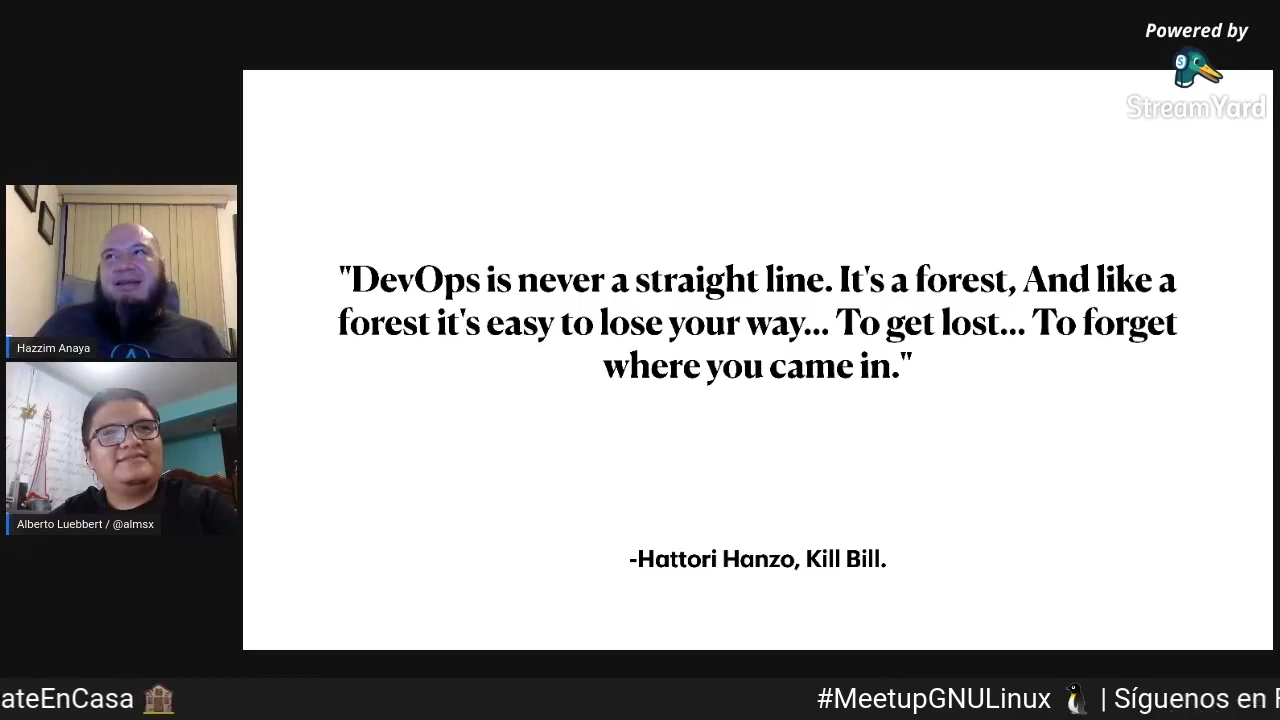 Powered by
StreamYard
"DevOps is never a straight line. It's a forest, And like a
forest it's easy to lose your way... To get lost... To forget
where you came in."
-Hattori Hanzo, Kill Bill.
Hazzim Anaya
Alberto Luebbert / @almsx
ateEnCasa #MeetupGNULinux | Síguenos en F